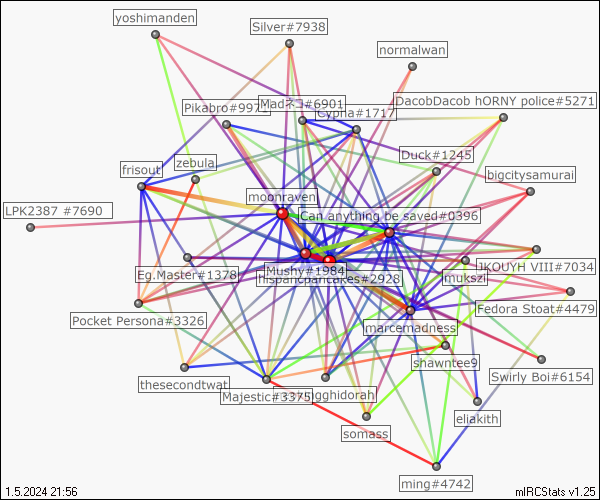 yoshimanden
Silver#7938
normalwan
Pikabro#9971
Madネコ#6901
Cypha#1717
DacobDacob hORNY police#5271
Duck#1245
frisout
zebula
bigcitysamurai
moonraven
LPK2387 #7690
Can anything be saved#0396
Eg.Master#1378
Mushy#1984
hispanicpancakes#2928
mukszi
JKOUYH VIII#7034
Fedora Stoat#4479
Pocket Persona#3326
marcemadness
shawntee9
Swirly Boi#6154
thesecondtwat
Majestic#3375
eliakith
somass
ming#4742
1.5.2024 21:56
mIRCStats v1.25